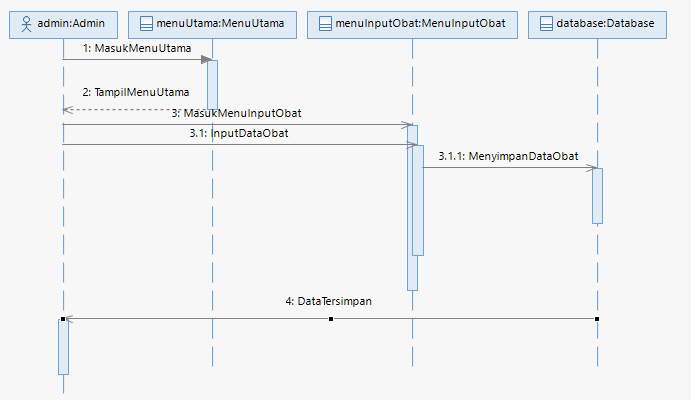 admin:Admin
menuUtama:MenuUtama
menuInputObat:MenuInputObat
database:Database
1: MasukMenuUtama
2: TampilMenuUtama
3: MasukMenuInputObat
3.1: InputDataObat
3.1.1: MenyimpanDataObat
4: DataTersimpan